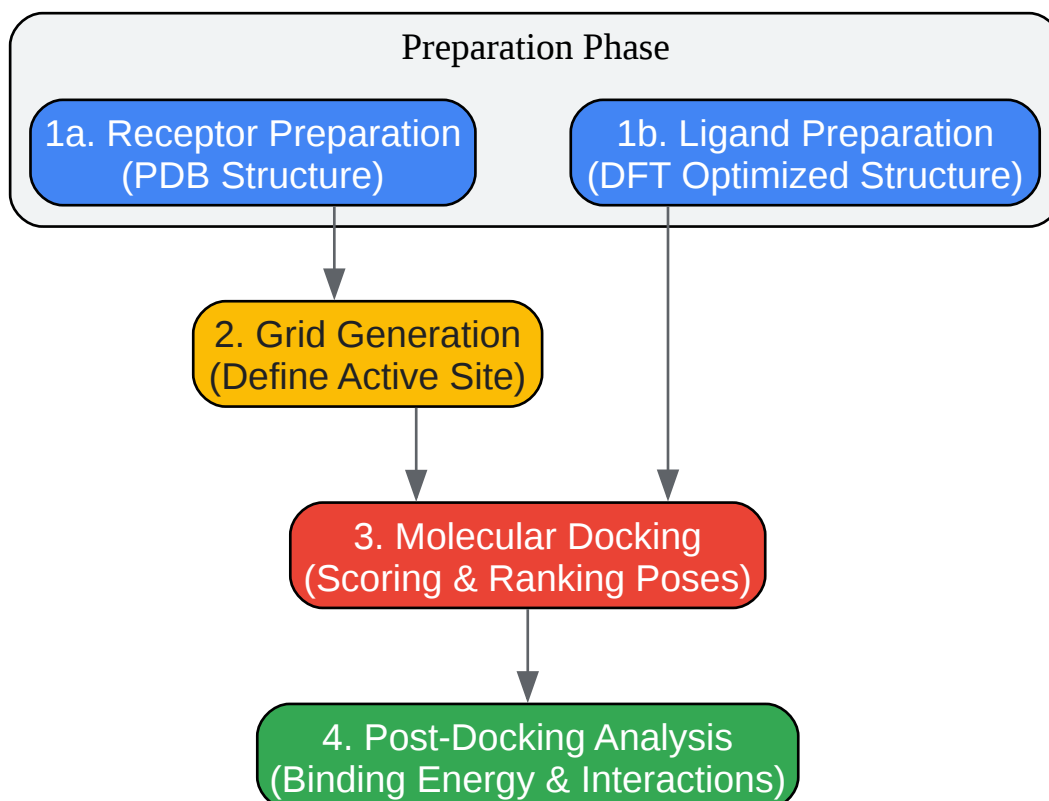 Preparation Phase
1a. Receptor Preparation
(PDB Structure)
1b. Ligand Preparation
(DFT Optimized Structure)
2. Grid Generation
(Define Active Site)
3. Molecular Docking
(Scoring & Ranking Poses)
4. Post-Docking Analysis
(Binding Energy & Interactions)